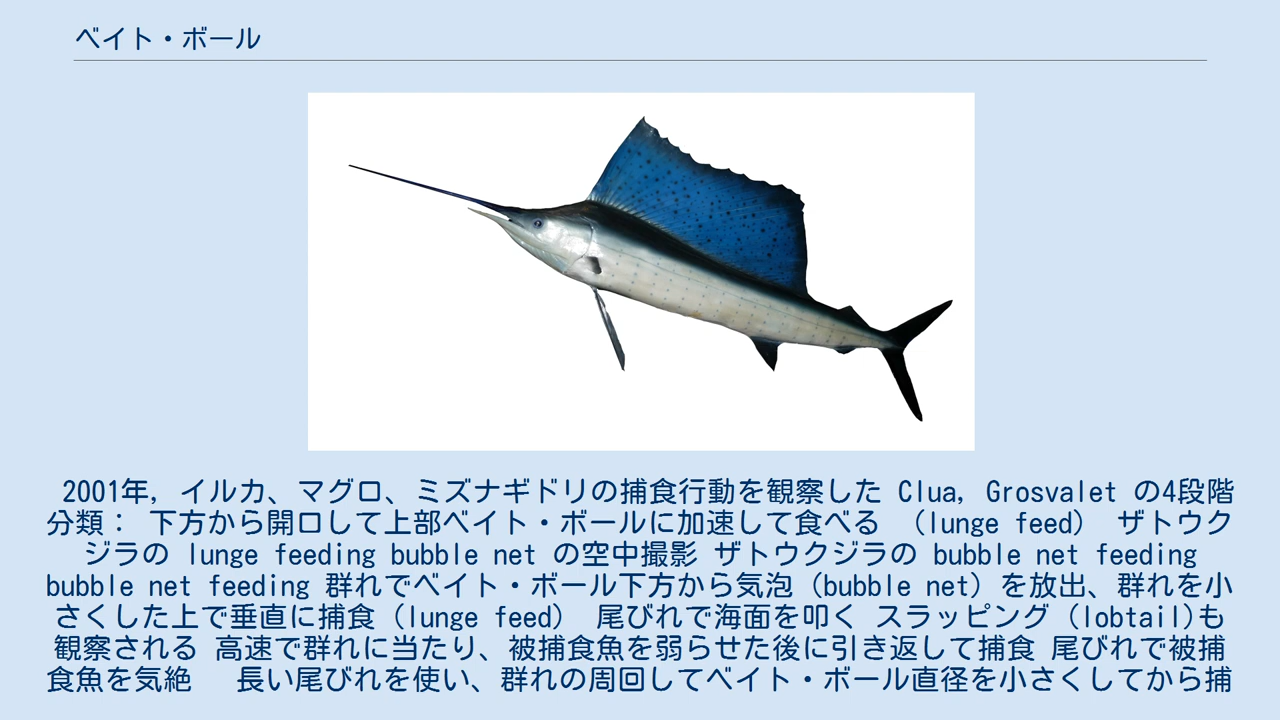 ベイト・ボール
2001年, イルカ、マグロ、ミズナギドリの捕食行動を観察した Clua, Grosvalet の4段階
分類： 下方から開口して上部ベイト・ボールに加速して食べる （lunge feed） ザトウク
ジラの lunge feeding bubble net の空中撮影 ザトウクジラの bubble net feeding
bubble net feeding 群れでベイト・ボール下方から気泡（bubble net）を放出、群れを小
さくした上で垂直に捕食（lunge feed） 尾びれで海面を叩く スラッピング（lobtail)も
観察される 高速で群れに当たり、被捕食魚を弱らせた後に引き返して捕食 尾びれで被捕
食魚を気絶 長い尾びれを使い、群れの周回してベイト・ボール直径を小さくしてから捕